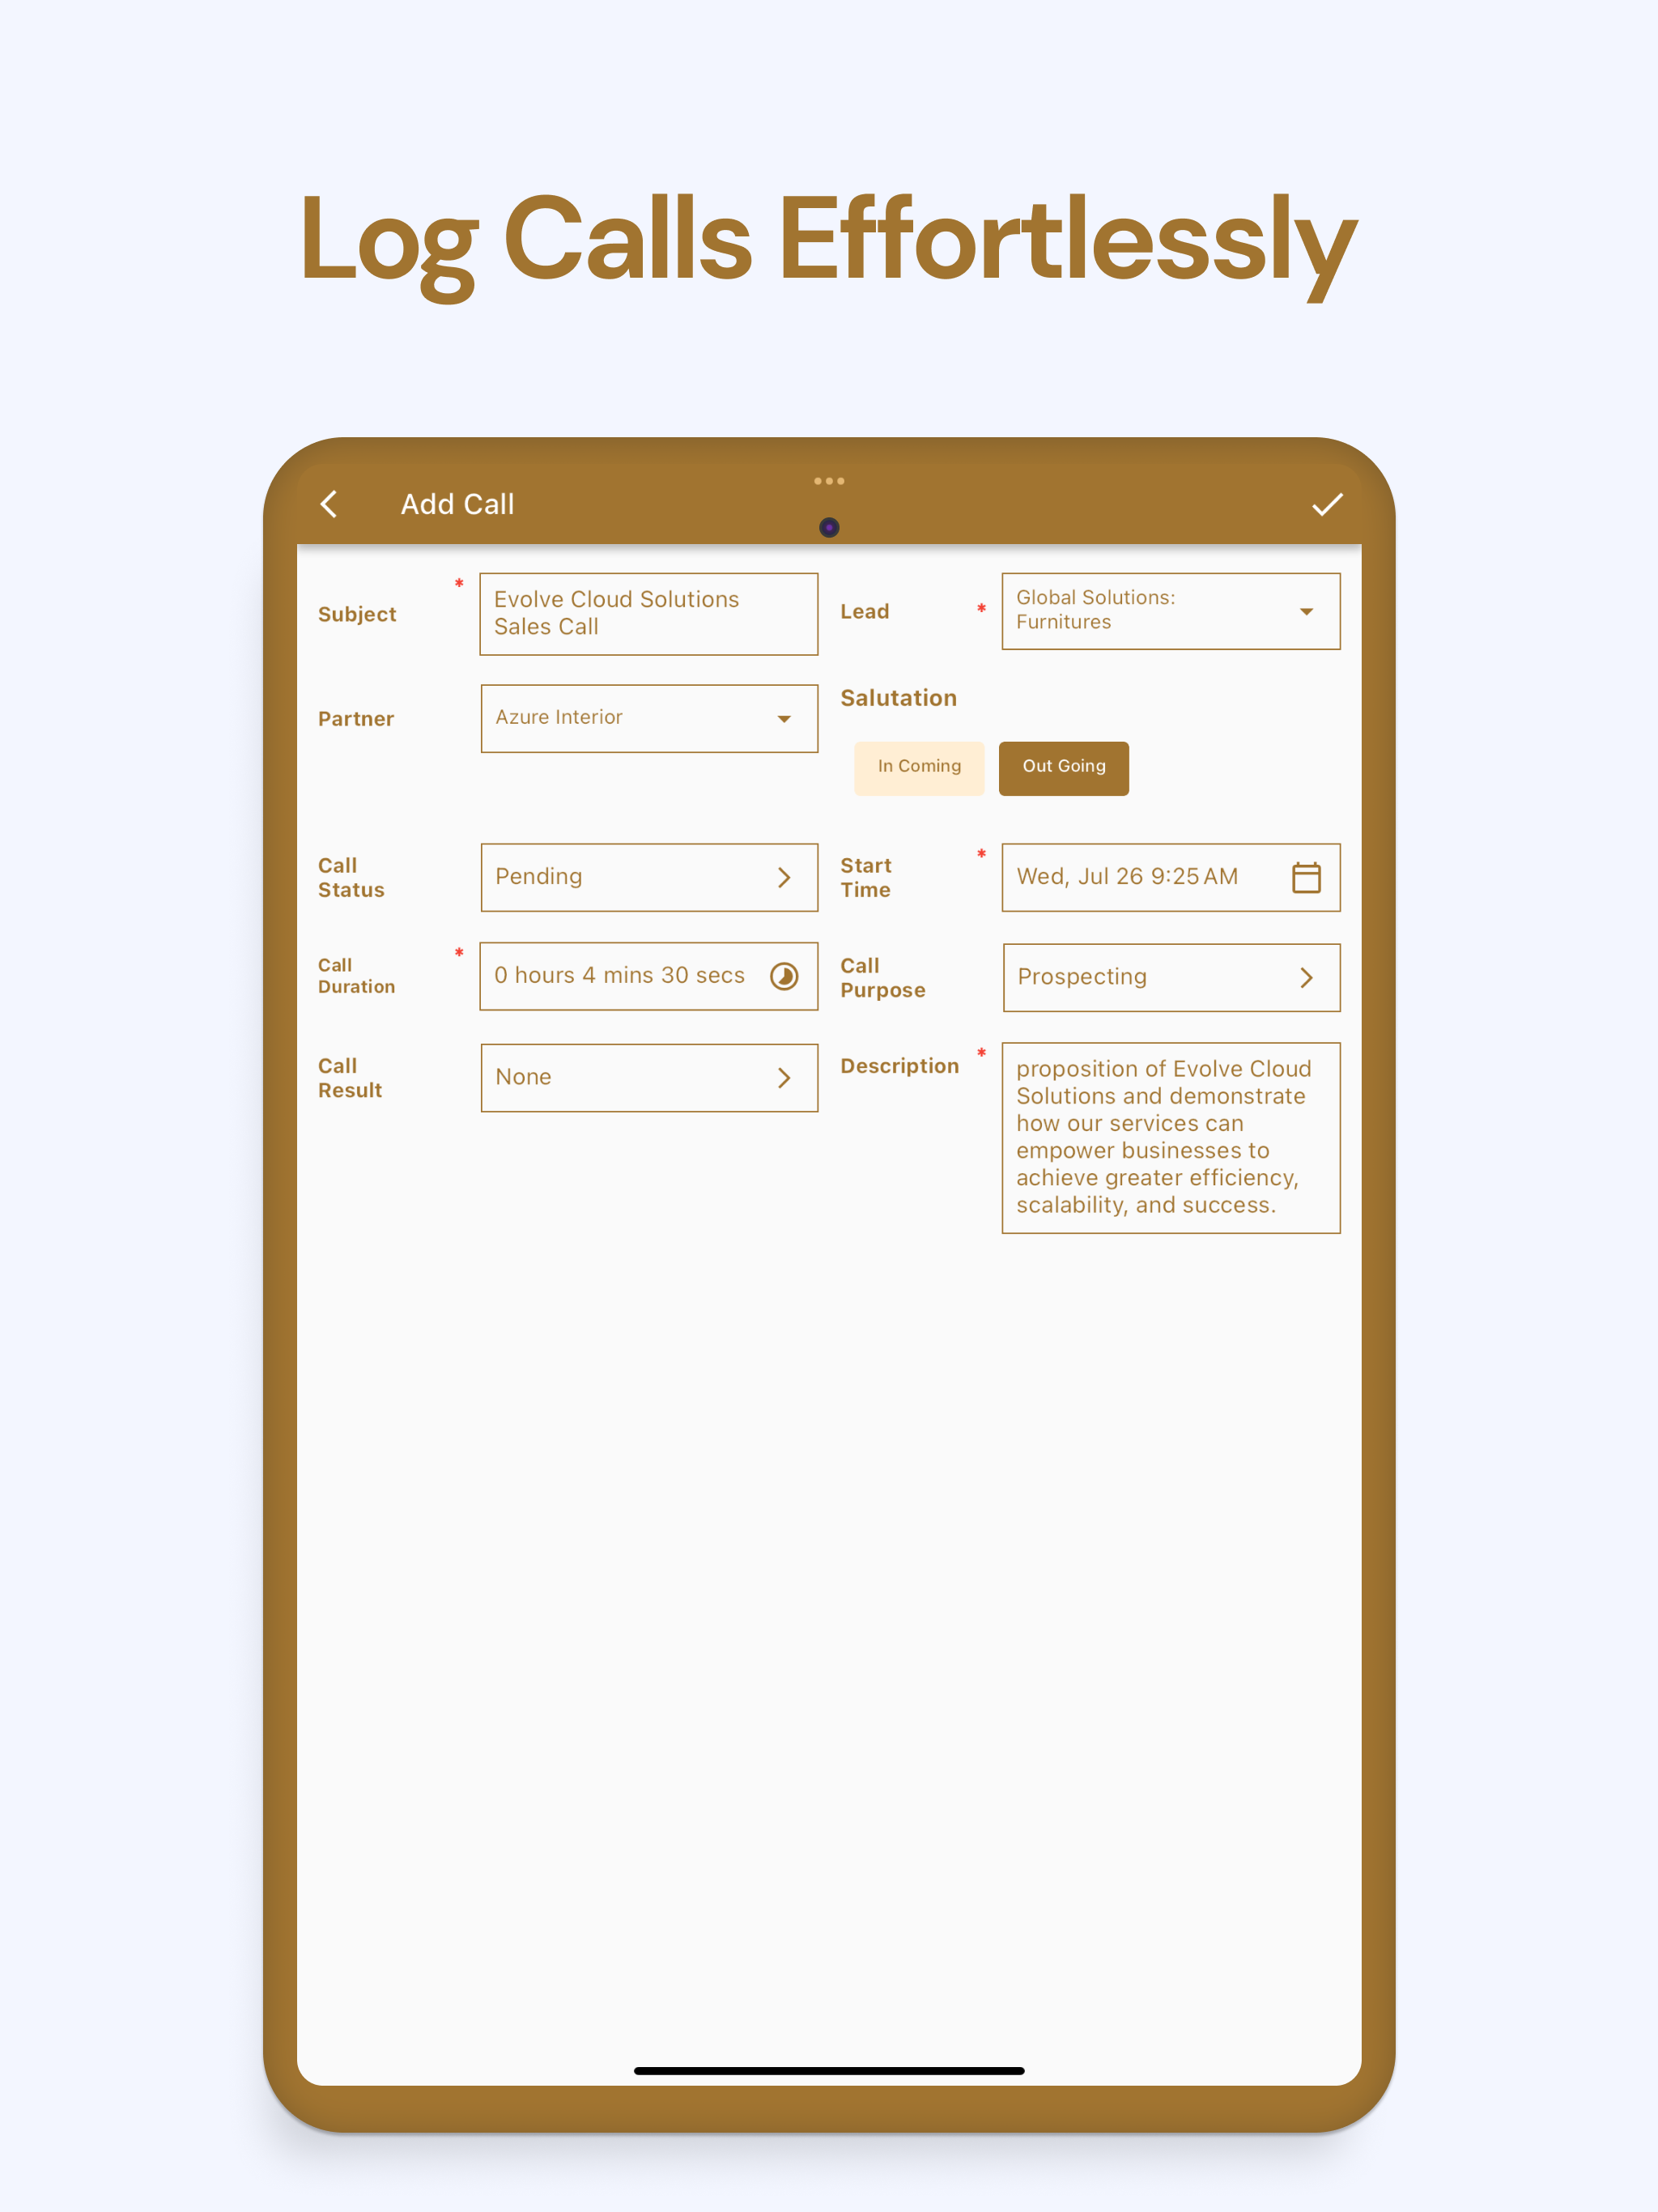 Log Calls Effortlessly
Add Call
Subject
*
Evolve Cloud Solutions
Sales Call
Lead
*
Global Solutions:
Furnitures
Partner
Azure Interior
Salutation
In Coming
Out Going
Call
Status
Pending
Start
Time
*
Wed, Jul 26 9:25 AM
Call
Duration
*
0 hours 4 mins 30 secs
Call
Purpose
Prospecting
Call
Result
None
Description
*
proposition of Evolve Cloud
Solutions and demonstrate
how our services can
empower businesses to
achieve greater efficiency,
scalability, and success.